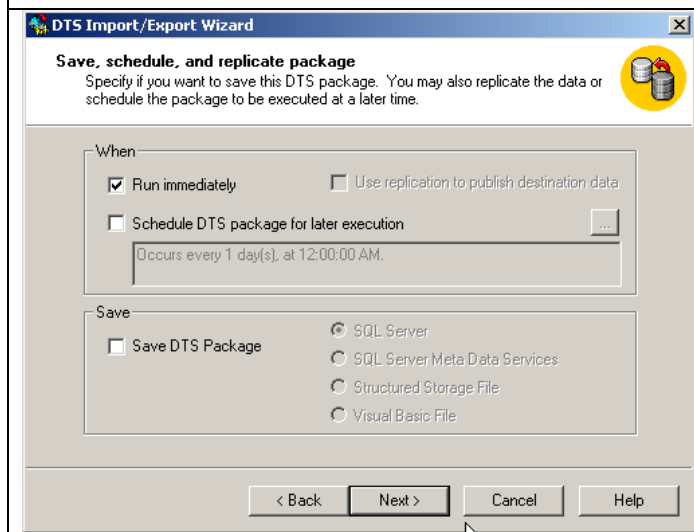 DTS Import/Export Wizard
Save, schedule, and replicate package
Specify if you want to save this DTS package. You may also replicate the data or
schedule the package to be executed at a later time.
When
Run immediately
Use replication to publish destination data
Schedule DTS package for later execution
...
Occurs every 1 day(s), at 12:00:00 AM.
Save
Save DTS Package
SQL Server
SQL Server Meta Data Services
Structured Storage File
Visual Basic File
< Back
Next >
Cancel
Help